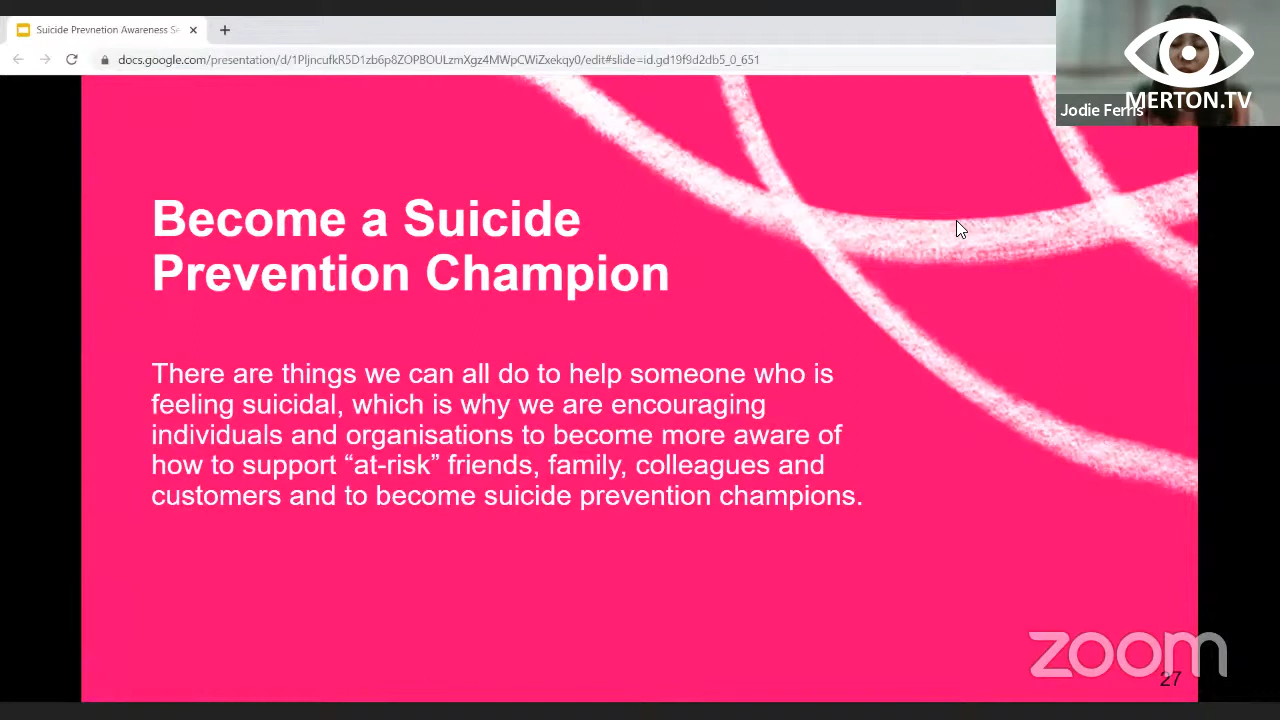 Suicide Prevnetion Awareness Se
docs.google.com/presentation/d/1PljncufkR5D1zb6p8ZOPBOULzmXgz4MWpCWiZxekqy0/edit#slide=id.gd19f9d2db5_0_651
MERTON.TV
Jodie Ferris
Become a Suicide
Prevention Champion
There are things we can all do to help someone who is
feeling suicidal, which is why we are encouraging
individuals and organisations to become more aware of
how to support “at-risk” friends, family, colleagues and
customers and to become suicide prevention champions.
zoom
27